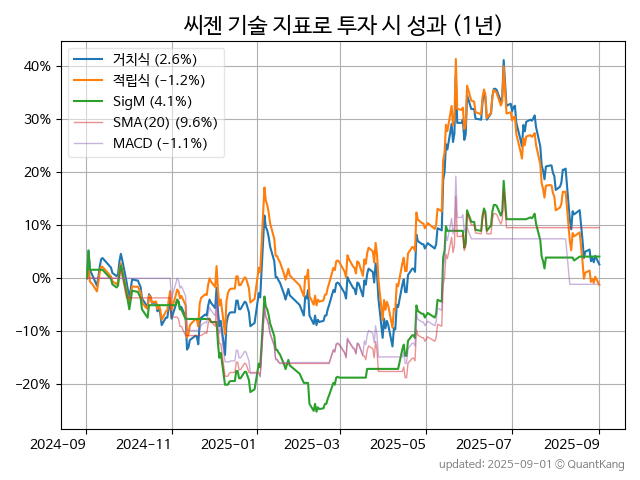 씨젠 기술 지표로 투자 시 성과 (1년)
거치식 (2.6%)
적립식 (−1.2%)
SigM (4.1%)
SMA(20) (9.6%)
MACD (−1.1%)
40%
30%
20%
10%
0%
−10%
−20%
2024-09 2024-11 2025-01 2025-03 2025-05 2025-07 2025-09
updated: 2025-09-01 © QuantKang